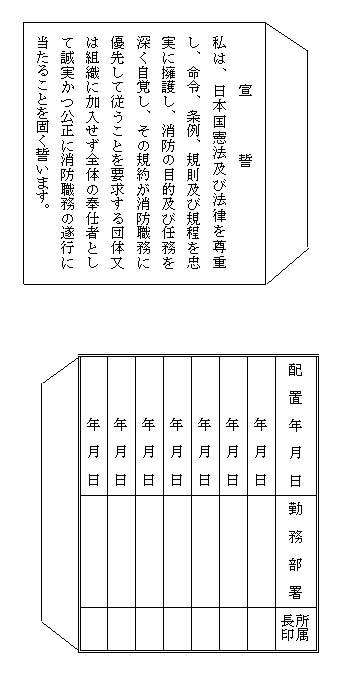 宣誓
私は、日本国憲法及び法律を尊重
し、命令、条例、規則及び規程を忠
実に擁護し、消防の目的及び任務を
深く自覚し、その規約が消防職務に
優先して従うことを要求する団体又
は組織に加入せず全体の奉仕者とし
て誠実かつ公正に消防職務の遂行に
当たることを固く誓います。
配置年月日
勤務部署
所属長印
年月日
年月日
年月日
年月日
年月日
年月日
年月日